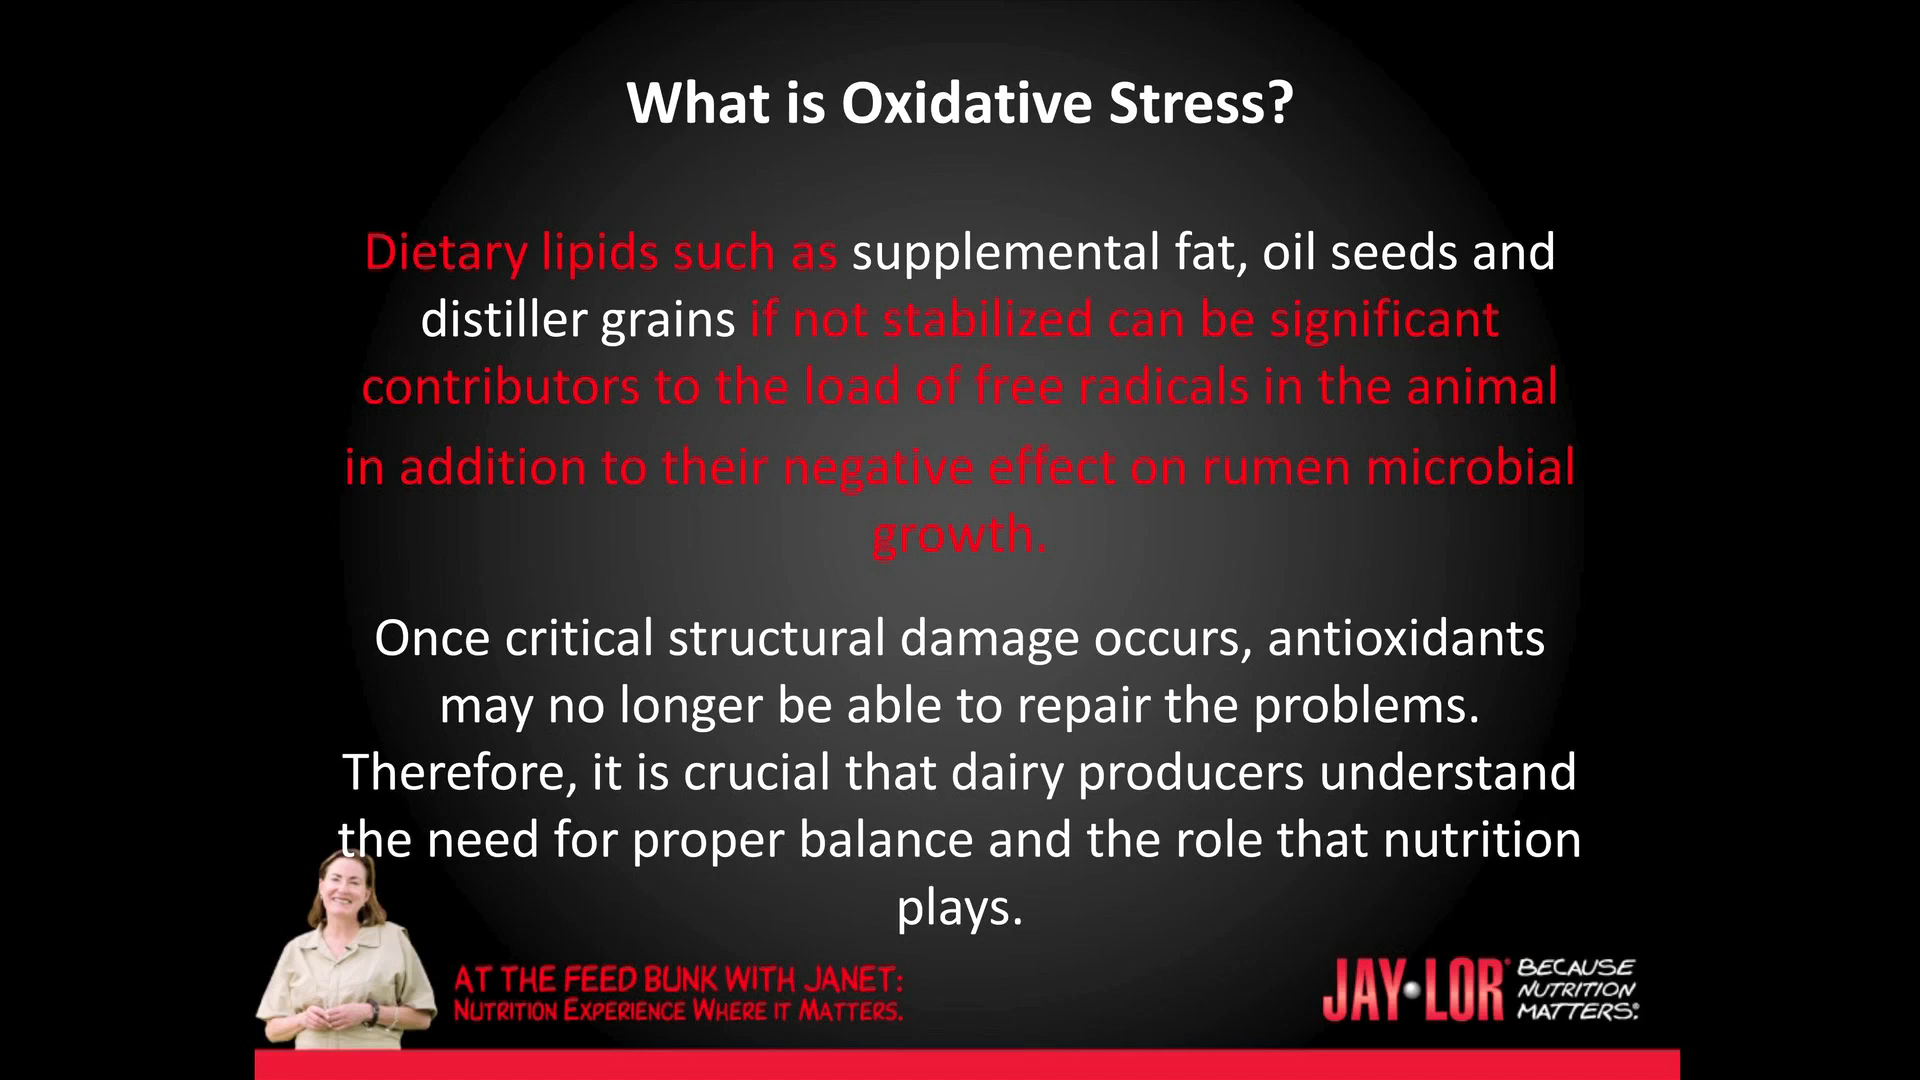 What is Oxidative Stress?
Dietary lipids such as supplemental fat, oil seeds and
distiller grains if not stabilized can be significant
contributors to the load of free radicals in the animal
in addition to their negative effect on rumen microbial
growth.
Once critical structural damage occurs, antioxidants
may no longer be able to repair the problems.
Therefore, it is crucial that dairy producers understand
the need for proper balance and the role that nutrition
plays.
AT THE FEED BUNK WITH JANET:
NUTRITION EXPERIENCE WHERE IT MATTERS.
JAY•LOR®
BECAUSE
NUTRITION
MATTERS.®